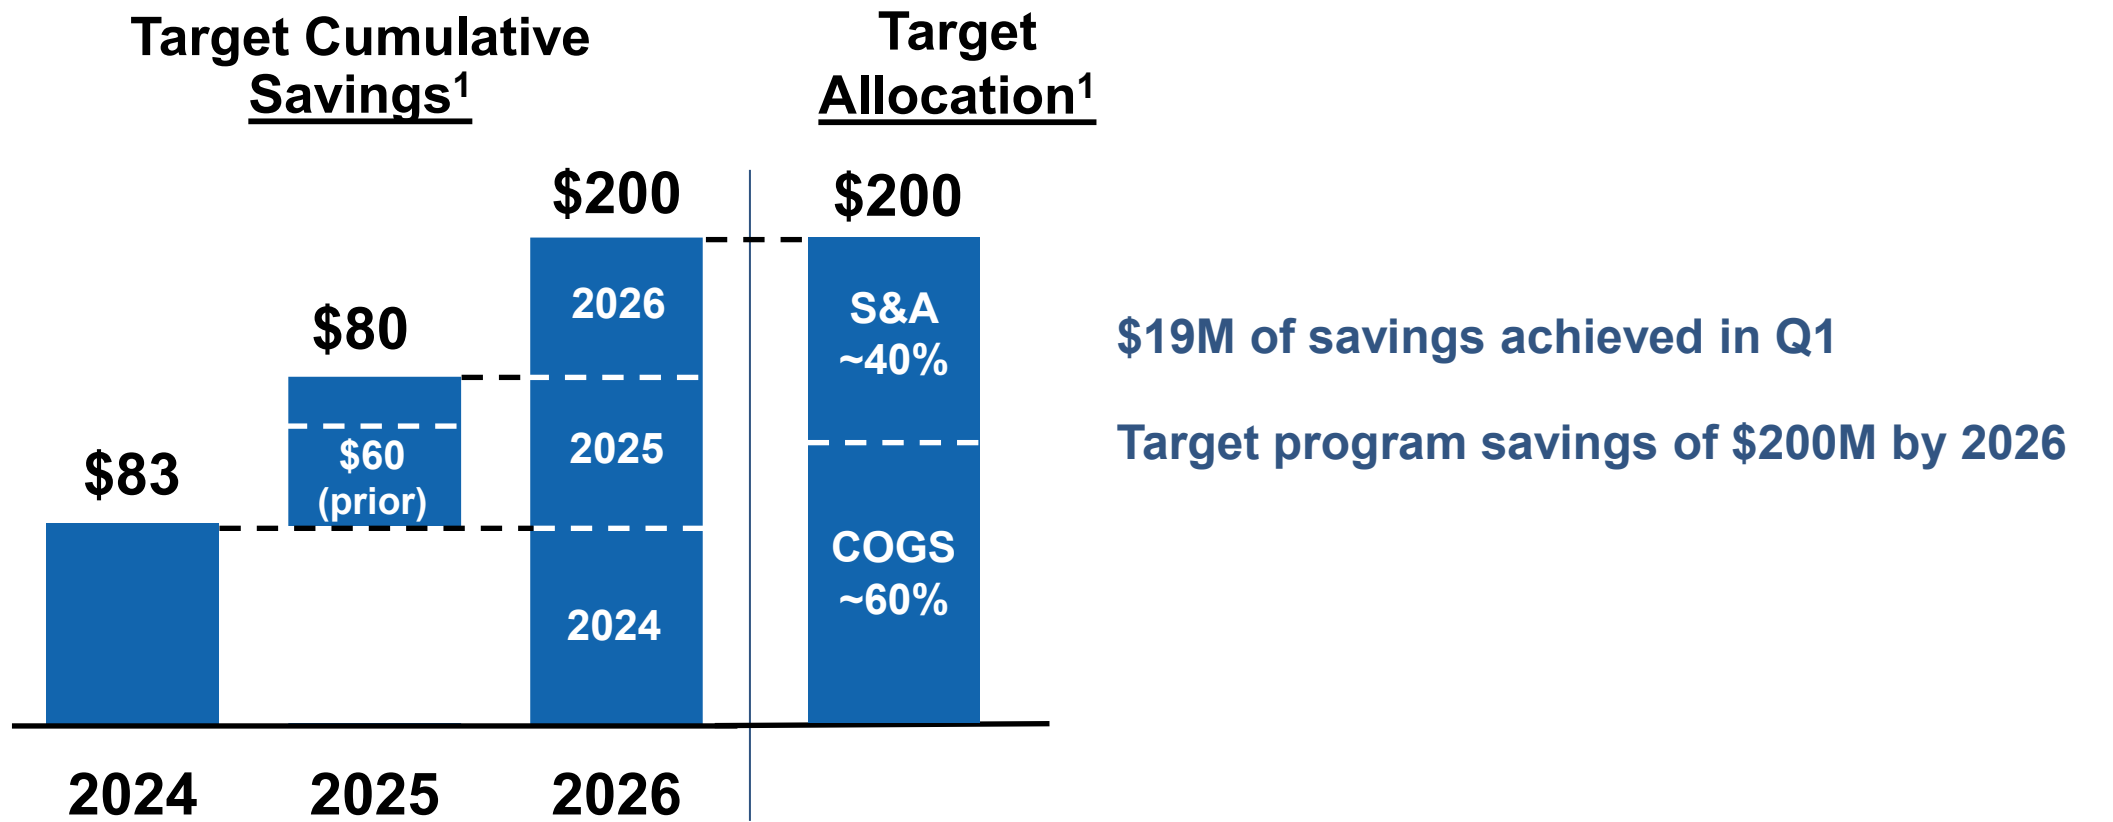 Target Cumulative
Savings¹
$83
$80
$60
(prior)
$200
2026
2025
2024
2024
2025
2026
Target
Allocation¹
$200
S&A
~40%
COGS
~60%
$19M of savings achieved in Q1
Target program savings of $200M by 2026